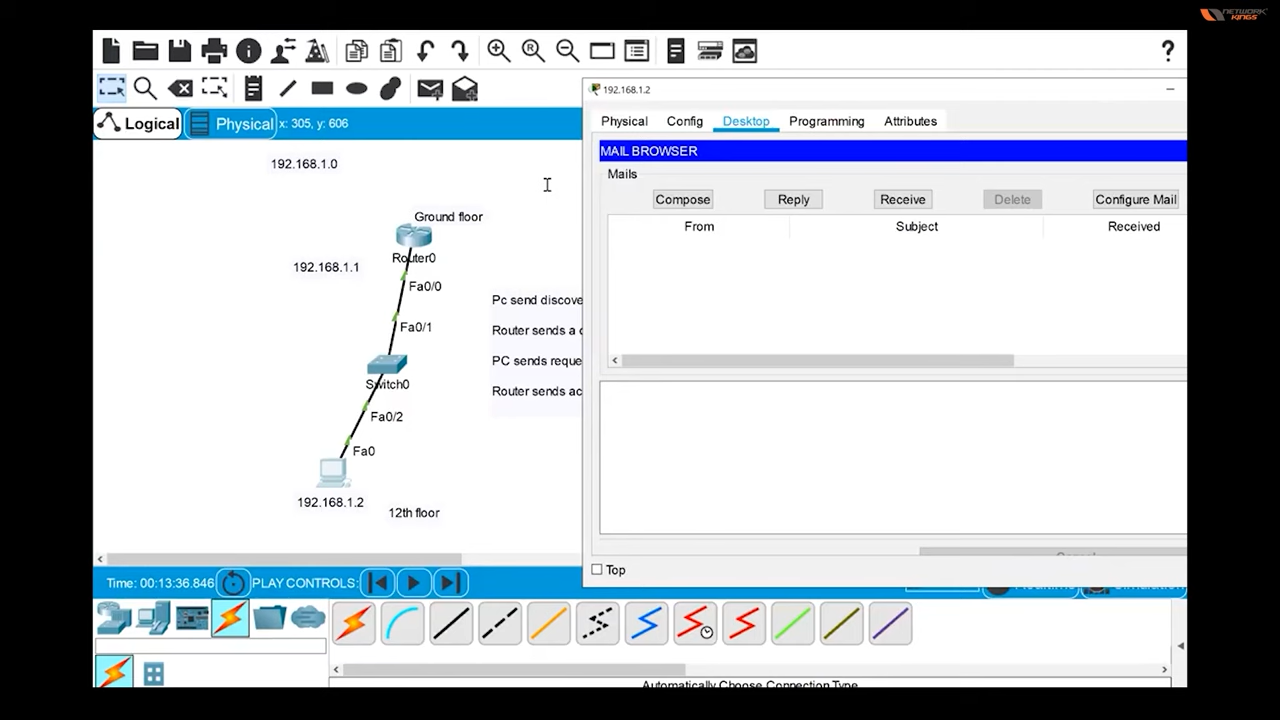 NETWORK
KINGS
192.168.1.2
Logical
Physical
x: 305, y: 606
Physical
Config
Desktop
Programming
Attributes
MAIL BROWSER
Mails
Compose
Reply
Receive
Delete
Configure Mail
From
Subject
Received
192.168.1.0
Ground floor
Router0
192.168.1.1
Fa0/0
Fa0/1
Switch0
Fa0/2
Fa0
192.168.1.2
12th floor
Pc send discove
Router sends a
PC sends reque
Router sends ac
Top
Time: 00:13:36.846
PLAY CONTROLS:
Automatically Choose Connection Type